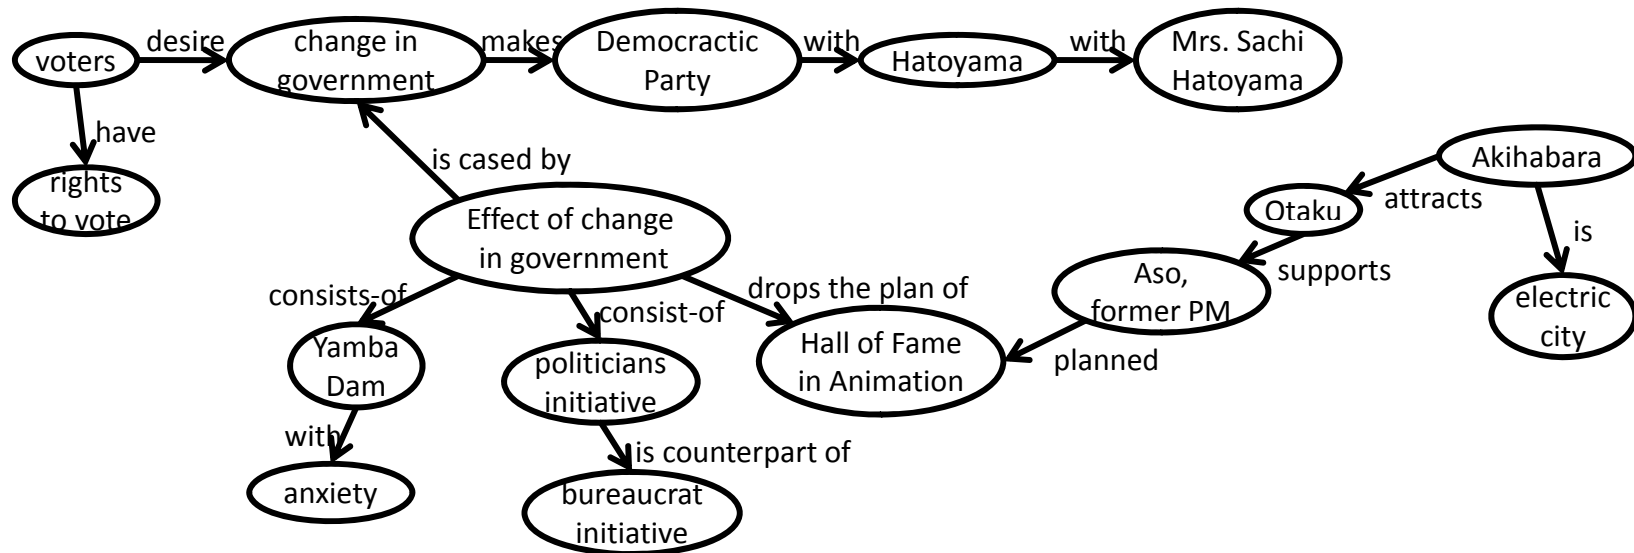 voters
desire
change in
government
makes
Democractic
Party
with
Hatoyama
with
Mrs. Sachi
Hatoyama
have
rights
to vote
is cased by
Effect of change
in government
Akihabara
attracts
Otaku
is
supports
Aso,
former PM
electric
city
consists-of
consist-of
drops the plan of
planned
Yamba
Dam
politicians
initiative
Hall of Fame
in Animation
with
is counterpart of
anxiety
bureaucrat
initiative